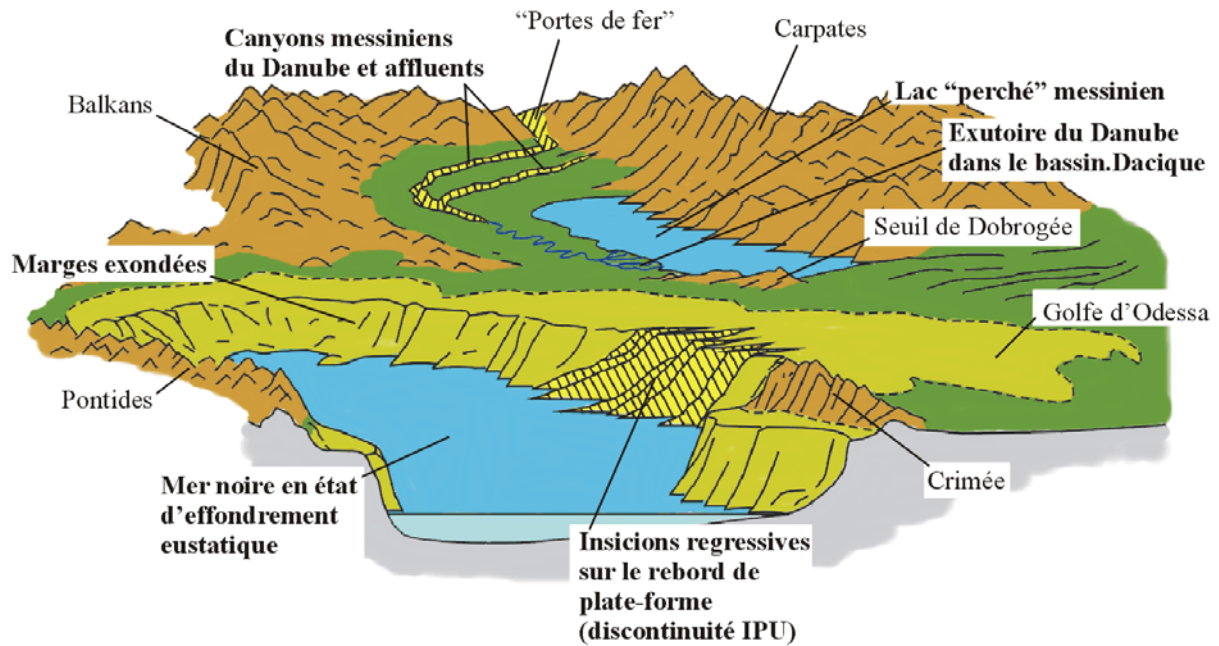 “Portes de fer”
Canyons messiniens
du Danube et affluents
Carpates
Balkans
Lac “perché” messinien
Exutoire du Danube
dans le bassin.Dacique
Seuil de Dobrogée
Marges exondées
Golfe d’Odessa
Pontides
Crimée
Mer noire en état
d’effondrement
eustatique
Insicions regressives
sur le rebord de
plate-forme
(discontinuité IPU)